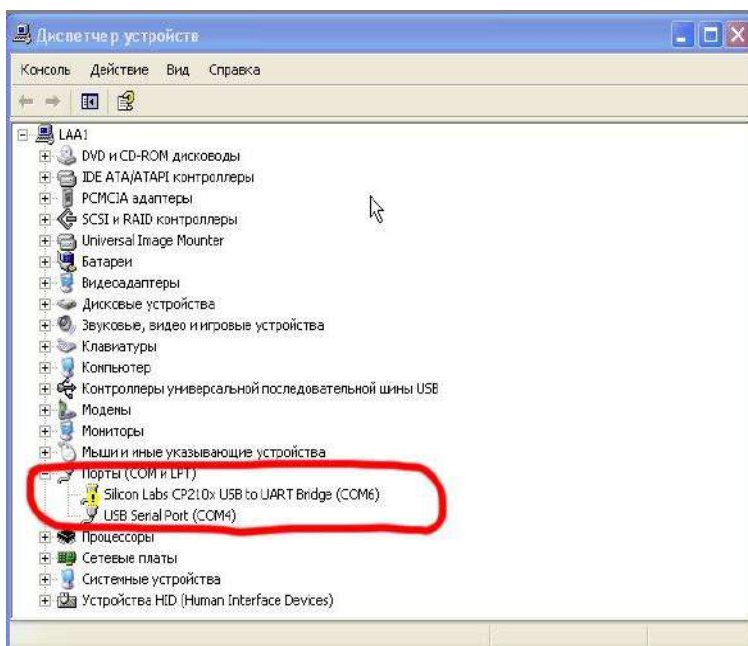 Диспетчер устройств
Консоль Действие Вид Справка
LAA1
DVD и CD-ROM дисководы
IDE ATA/ATAPI контроллеры
PCMCIA адаптеры
SCSI и RAID контроллеры
Universal Image Mounter
Батареи
Видеоадаптеры
Дисковые устройства
Звуковые, видео и игровые устройства
Клавиатуры
Компьютер
Контроллеры универсальной последовательной шины USB
Модемы
Мониторы
Мыши и иные указывающие устройства
Порты (COM и LPT)
Silicon Labs CP210x USB to UART Bridge (COM6)
USB Serial Port (COM4)
Процессоры
Сетевые платы
Системные устройства
Устройства HID (Human Interface Devices)